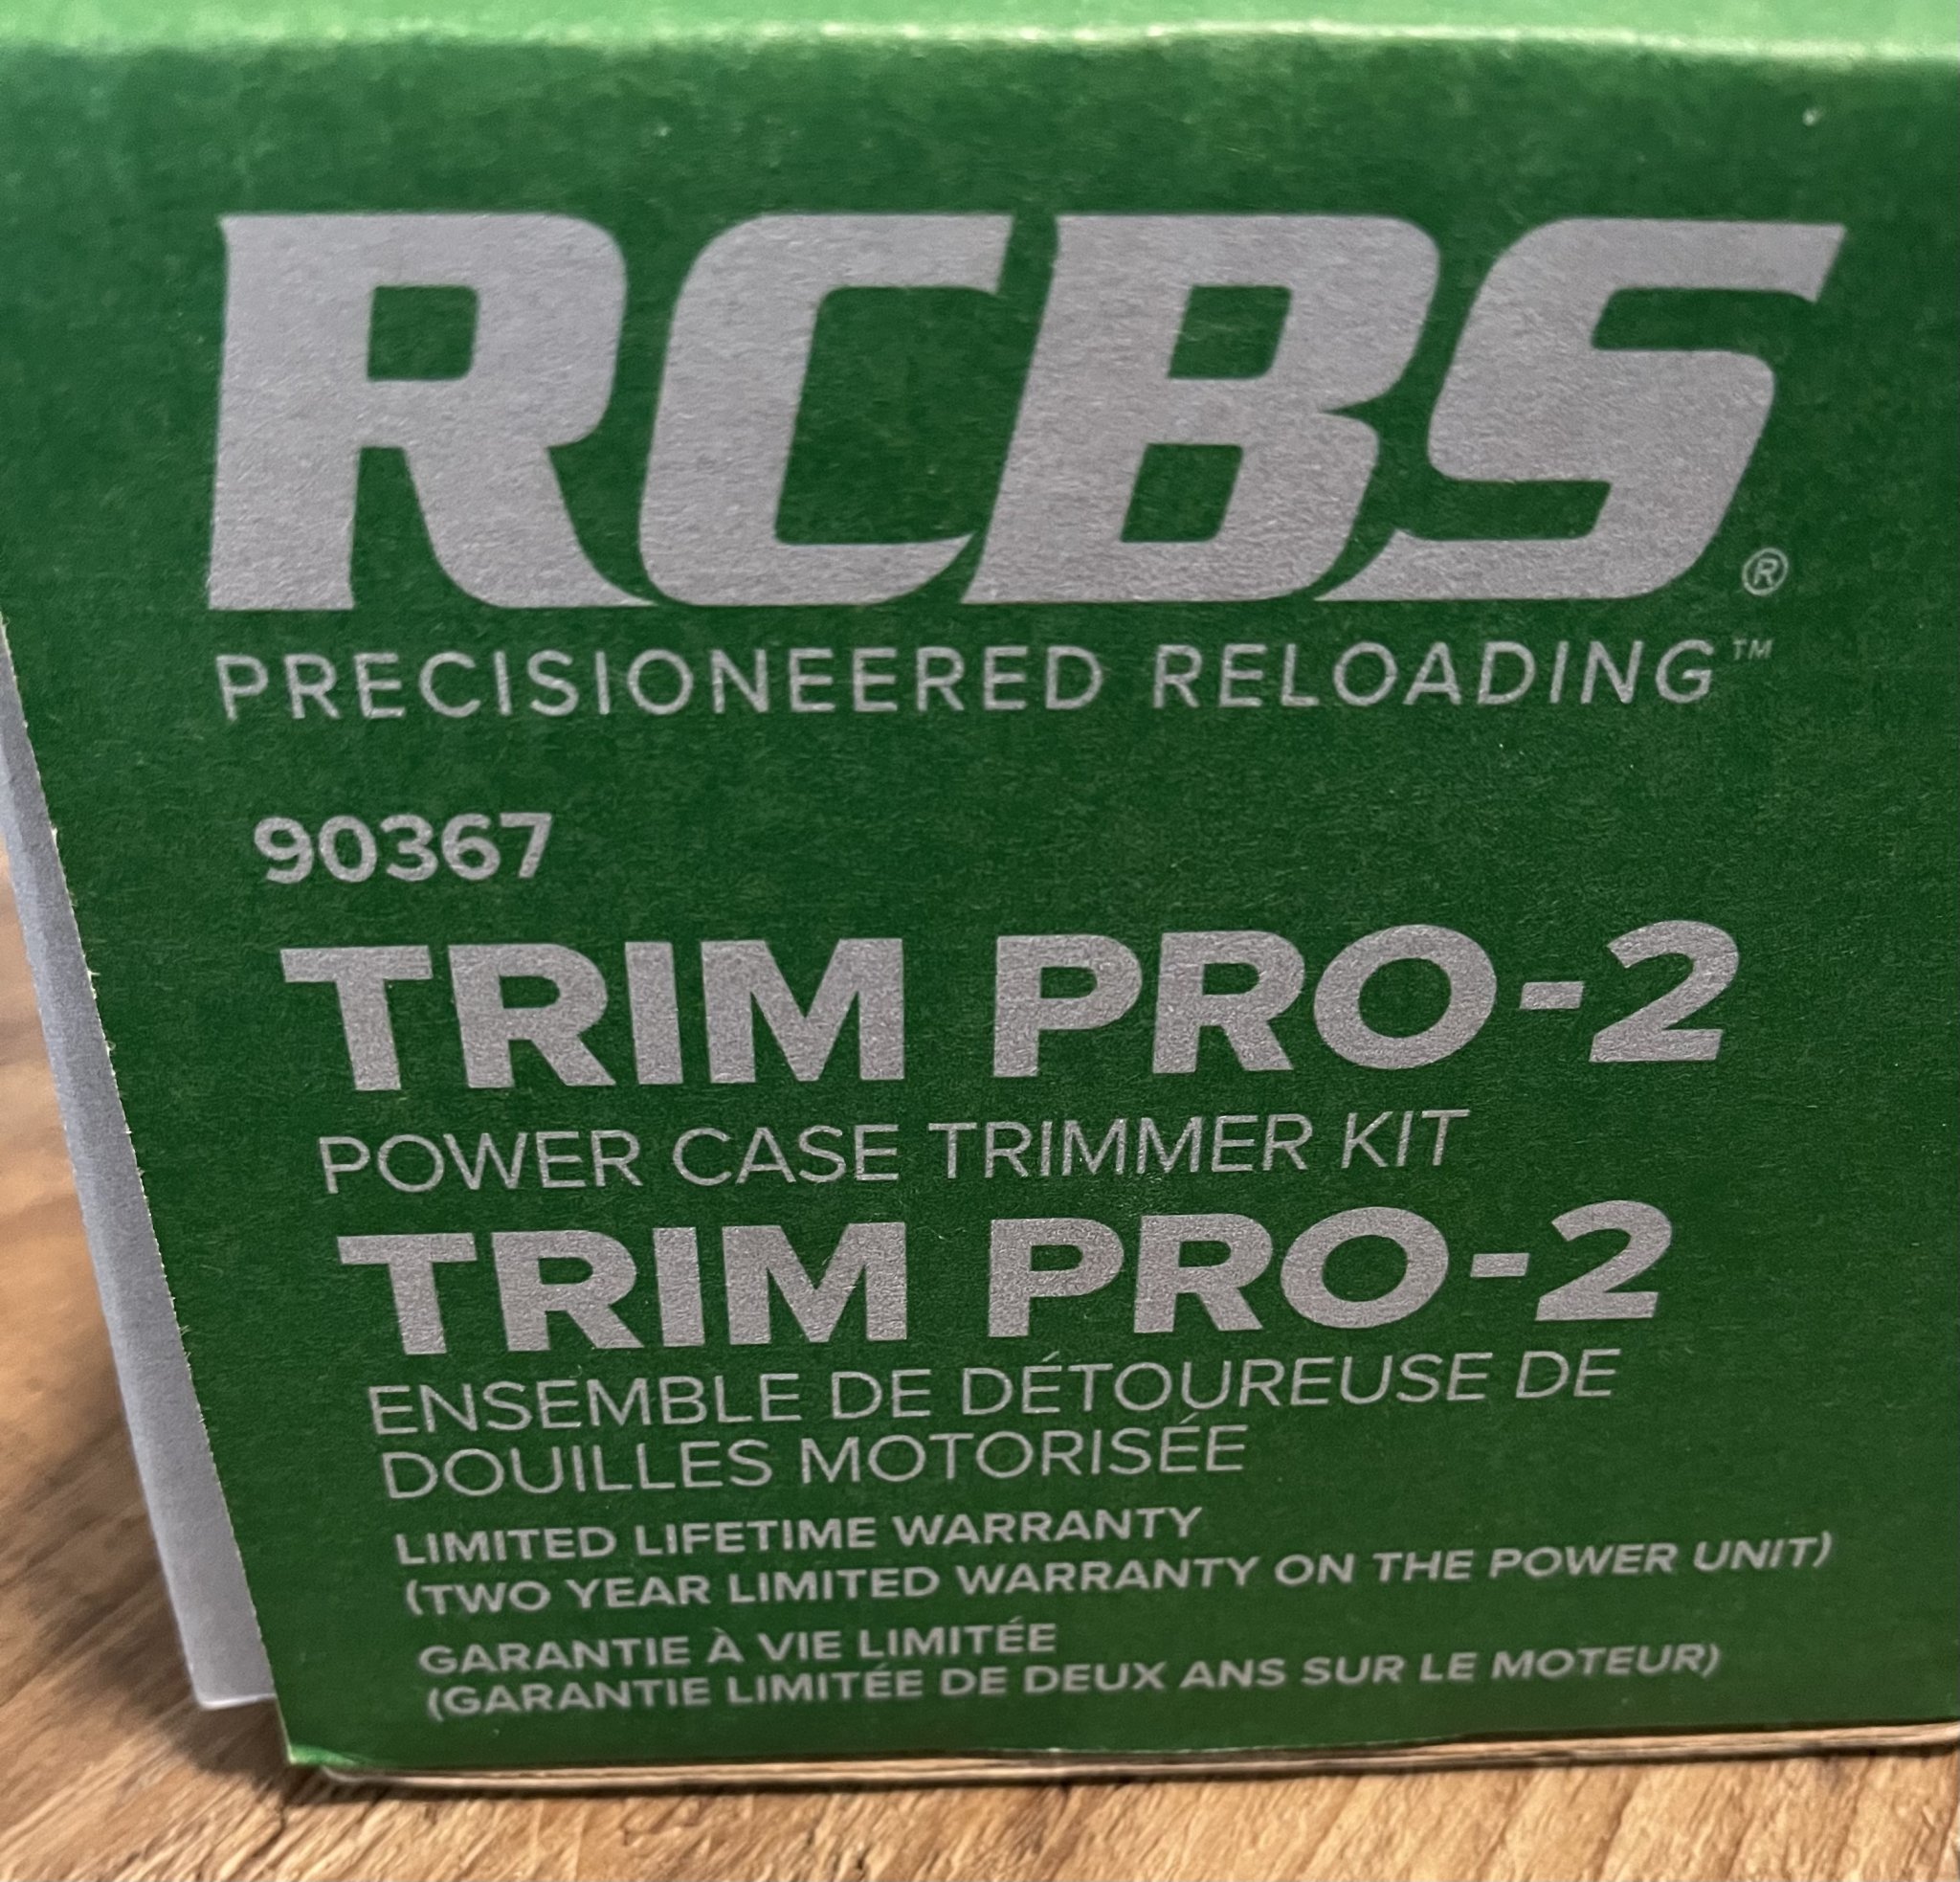 RCBS®
PRECISIONEERED RELOADING™
90367
TRIM PRO-2
POWER CASE TRIMMER KIT
TRIM PRO-2
ENSEMBLE DE DÉTOUREUSE DE
DOUILLES MOTORISÉE
LIMITED LIFETIME WARRANTY
(TWO YEAR LIMITED WARRANTY ON THE POWER UNIT)
GARANTIE À VIE LIMITÉE
(GARANTIE LIMITÉE DE DEUX ANS SUR LE MOTEUR)